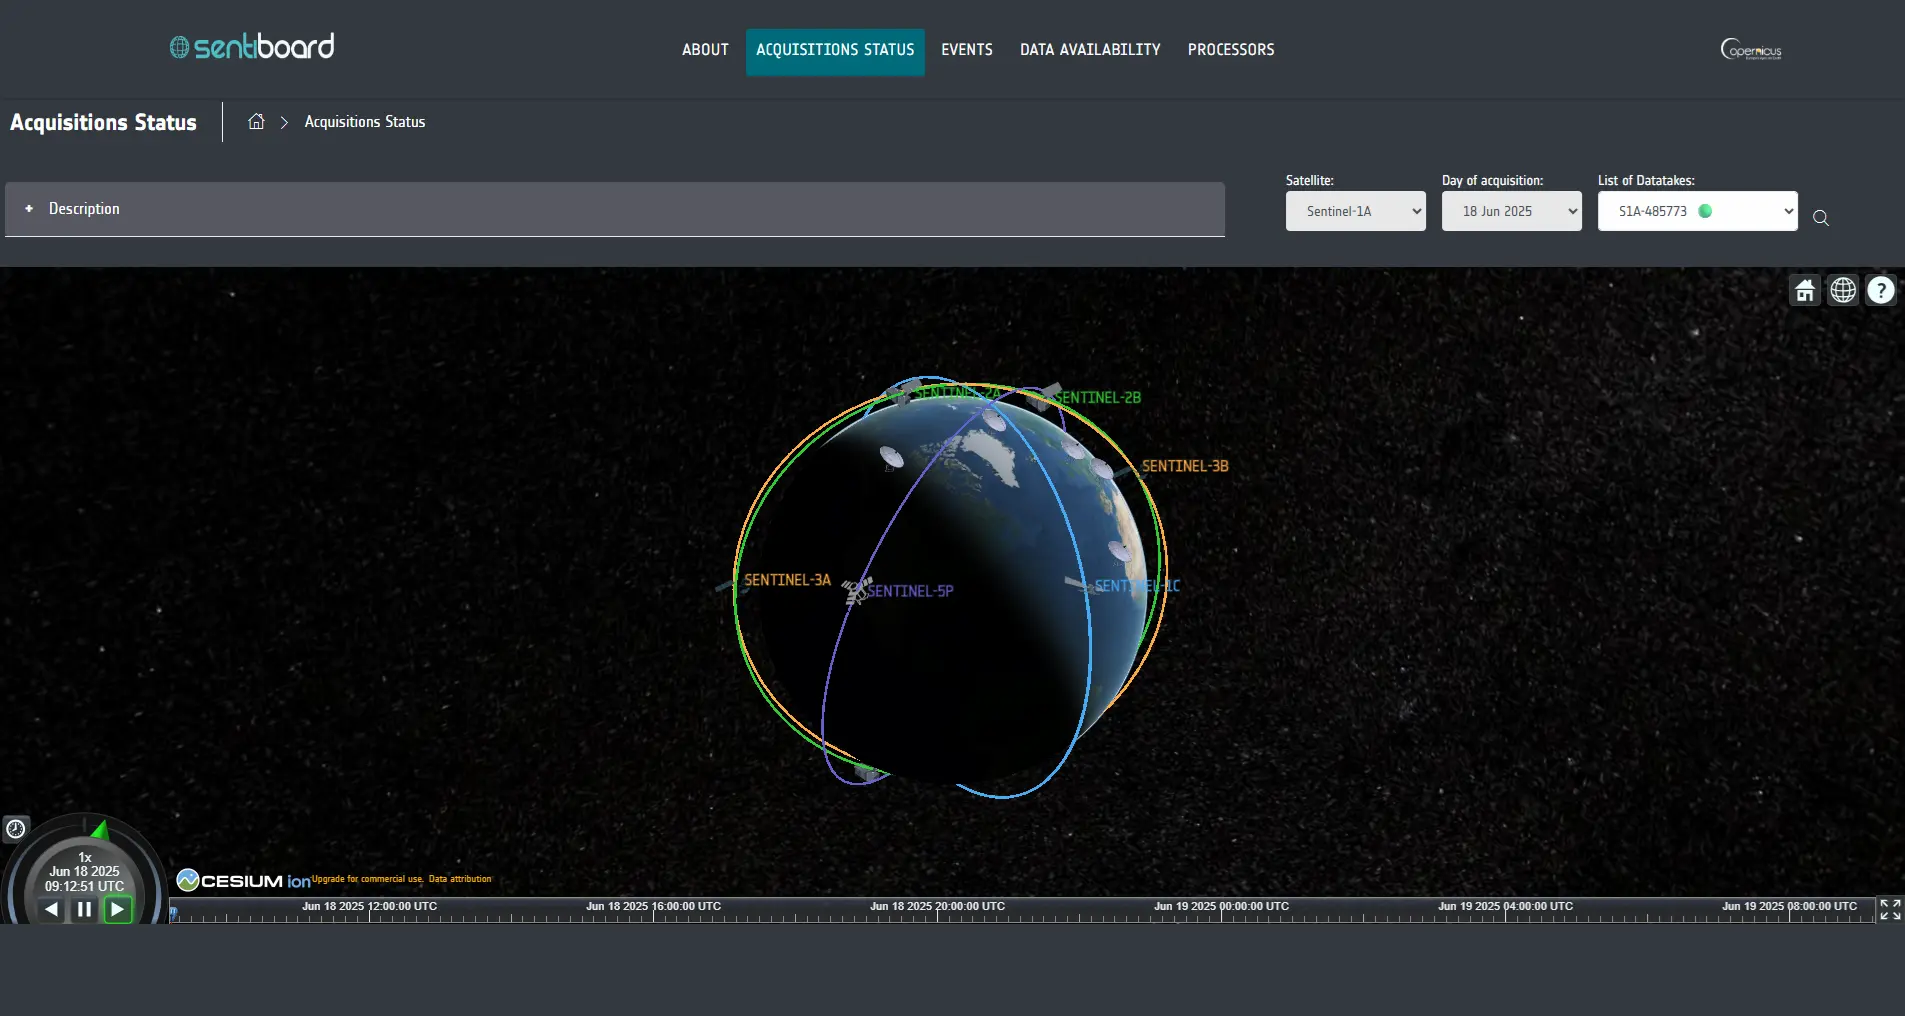 sentiboard
ABOUT
ACQUISITIONS STATUS
EVENTS
DATA AVAILABILITY
PROCESSORS
opernicus
Acquisitions Status
Acquisitions Status
+ Description
Satellite:
Sentinel-1A
Day of acquisition:
18 Jun 2025
List of Datatakes:
S1A-485773
?
SENTINEL-2A
SENTINEL-2B
SENTINEL-3B
SENTINEL-3A
SENTINEL-5P
SENTINEL-1C
1x
Jun 18 2025
09:12:51 UTC
CESIUM ion
Upgrade for commercial use. Data attribution
Jun 18 2025 12:00:00 UTC
Jun 18 2025 16:00:00 UTC
Jun 18 2025 20:00:00 UTC
Jun 19 2025 00:00:00 UTC
Jun 19 2025 04:00:00 UTC
Jun 19 2025 08:00:00 UTC